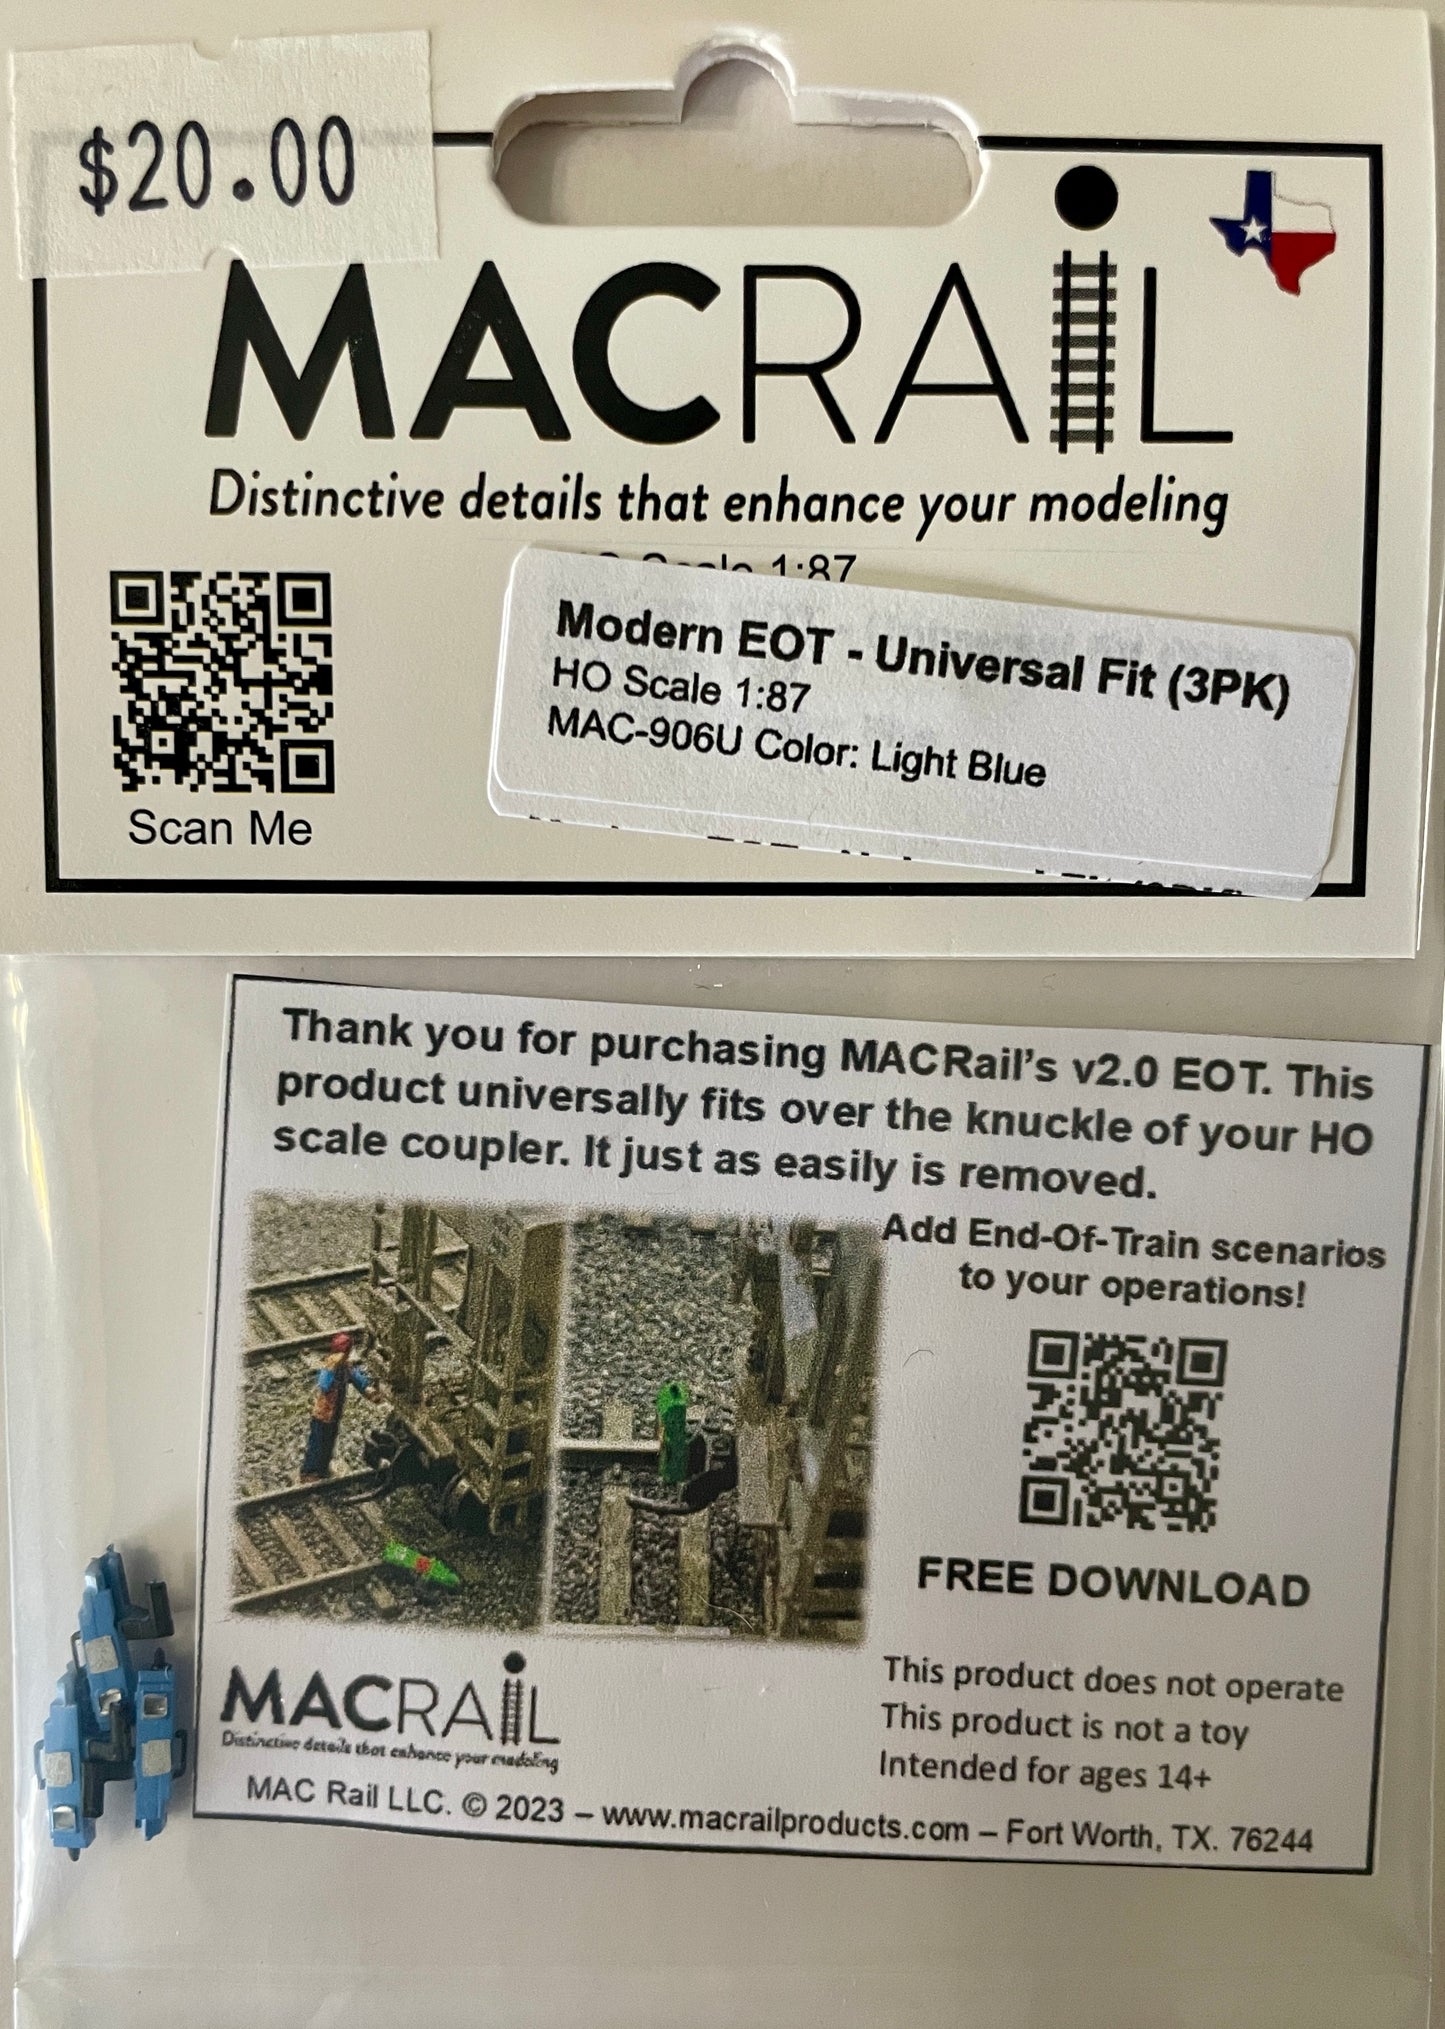 $20.00
MACRAIL
Distinctive details that enhance your modeling
Scale 1:87
Modern EOT - Universal Fit (3PK)
HO Scale 1:87
MAC-906U Color: Light Blue
Scan Me
Thank you for purchasing MACRail's v2.0 EOT. This
product universally fits over the knuckle of your HO
scale coupler. It just as easily is removed.
Add End-Of-Train scenarios
to your operations!
FREE DOWNLOAD
MACRAIL
Distinctive details that enhance your modeling
This product does not operate
This product is not a toy
Intended for ages 14+
MAC Rail LLC. © 2023 – www.macrailproducts.com – Fort Worth, TX. 76244